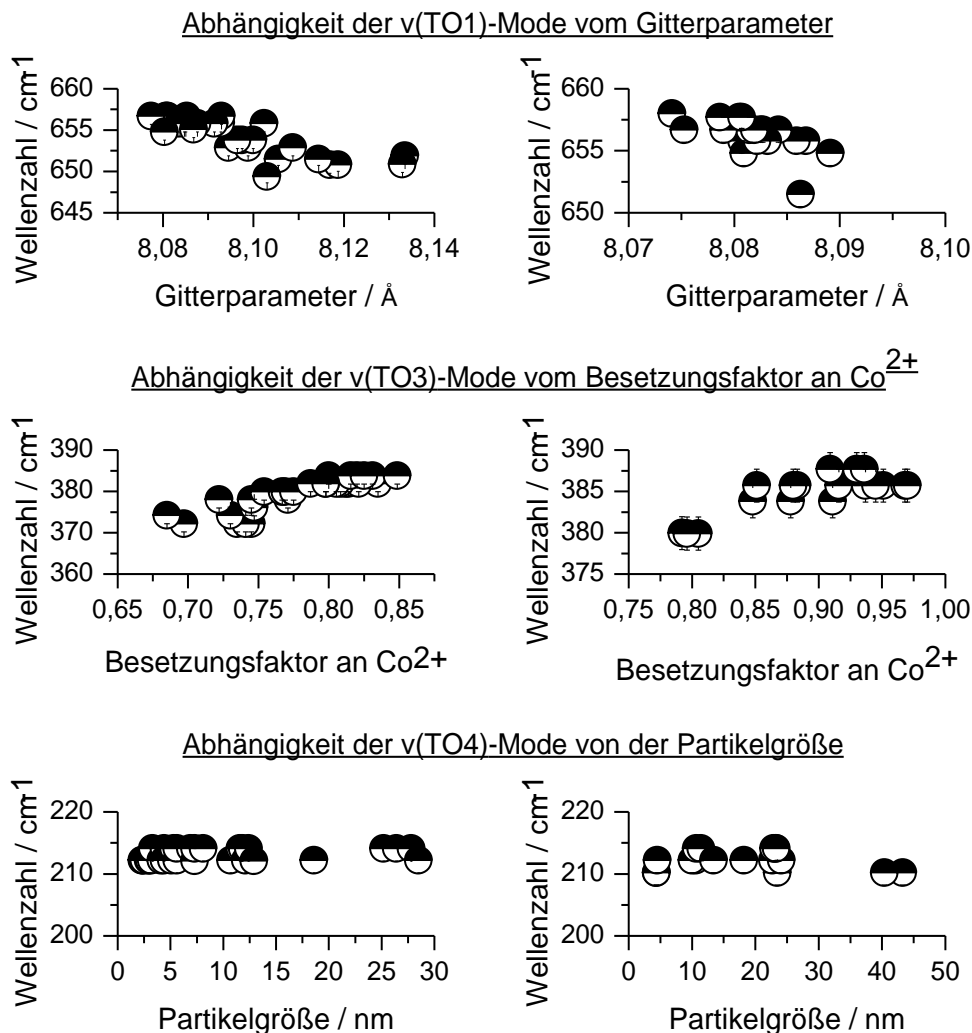 Abhängigkeit der ν(TO1)-Mode vom Gitterparameter
Wellenzahl / cm-1
660
655
650
645
8,08 8,10 8,12 8,14
Gitterparameter / Å
Wellenzahl / cm-1
660
655
650
8,07 8,08 8,09 8,10
Gitterparameter / Å
Abhängigkeit der ν(TO3)-Mode vom Besetzungsfaktor an Co2+
Wellenzahl / cm-1
390
380
370
360
0,65 0,70 0,75 0,80 0,85
Besetzungsfaktor an Co2+
Wellenzahl / cm-1
390
385
380
375
0,75 0,80 0,85 0,90 0,95 1,00
Besetzungsfaktor an Co2+
Abhängigkeit der ν(TO4)-Mode von der Partikelgröße
Wellenzahl / cm-1
220
210
200
0 5 10 15 20 25 30
Partikelgröße / nm
Wellenzahl / cm-1
220
210
200
0 10 20 30 40 50
Partikelgröße / nm